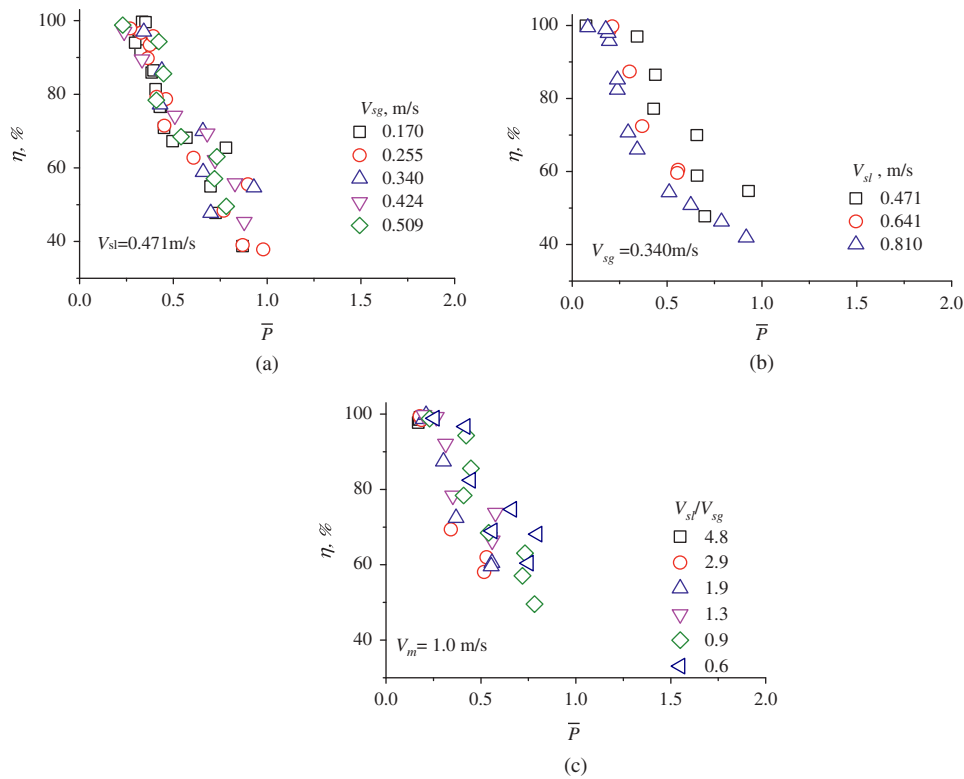 100
80
60
40
η, %
V_sl=0.471m/s
V_sg, m/s
0.170
0.255
0.340
0.424
0.509
0.0 0.5 1.0 1.5 2.0
P̅
(a)
100
80
60
40
η, %
V_sg =0.340m/s
V_sl , m/s
0.471
0.641
0.810
0.0 0.5 1.0 1.5 2.0
P̅
(b)
100
80
60
40
η, %
V_m= 1.0 m/s
V_sl/V_sg
4.8
2.9
1.9
1.3
0.9
0.6
0.0 0.5 1.0 1.5 2.0
P̅
(c)